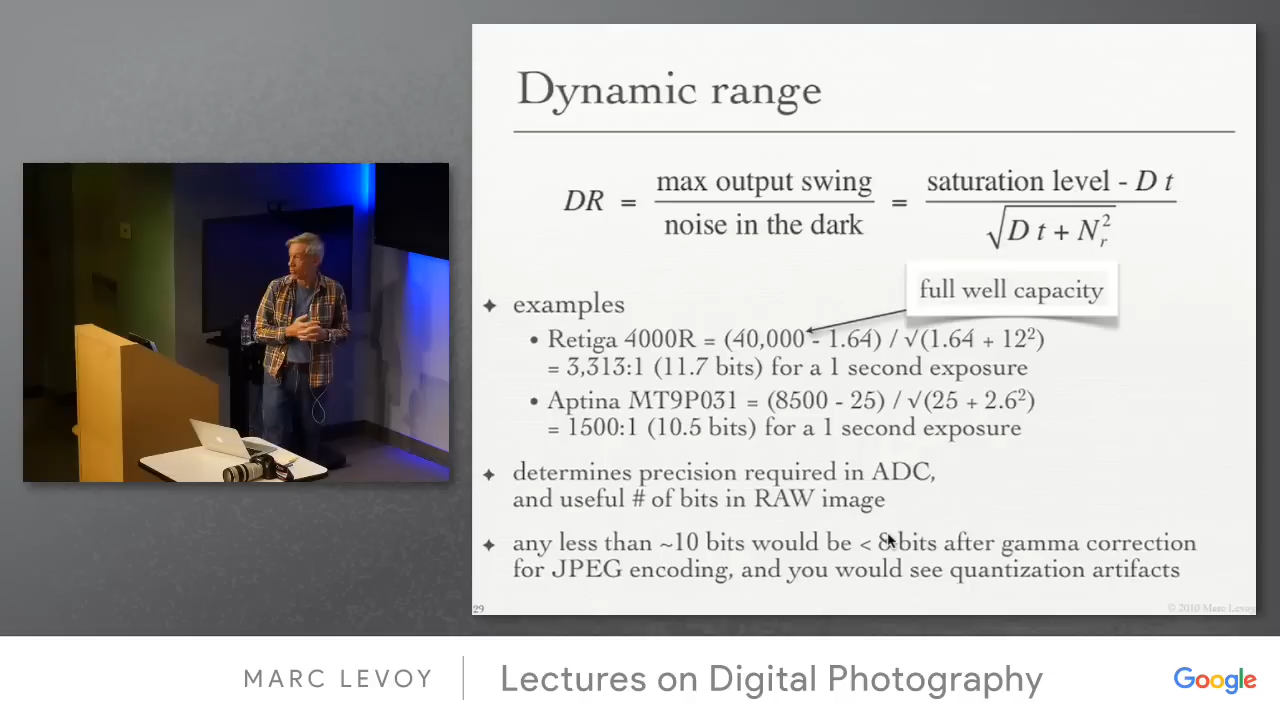 Dynamic range
DR = max output swing / noise in the dark = saturation level - D t / √(D t + N_r^2)
full well capacity
✦ examples
• Retiga 4000R = (40,000 - 1.64) / √(1.64 + 12²)
= 3,313:1 (11.7 bits) for a 1 second exposure
• Aptina MT9P031 = (8500 - 25) / √(25 + 2.6²)
= 1500:1 (10.5 bits) for a 1 second exposure
✦ determines precision required in ADC,
and useful # of bits in RAW image
✦ any less than ~10 bits would be < 8 bits after gamma correction
for JPEG encoding, and you would see quantization artifacts
29
© 2010 Marc Levoy
MARC LEVOY
Lectures on Digital Photography
Google